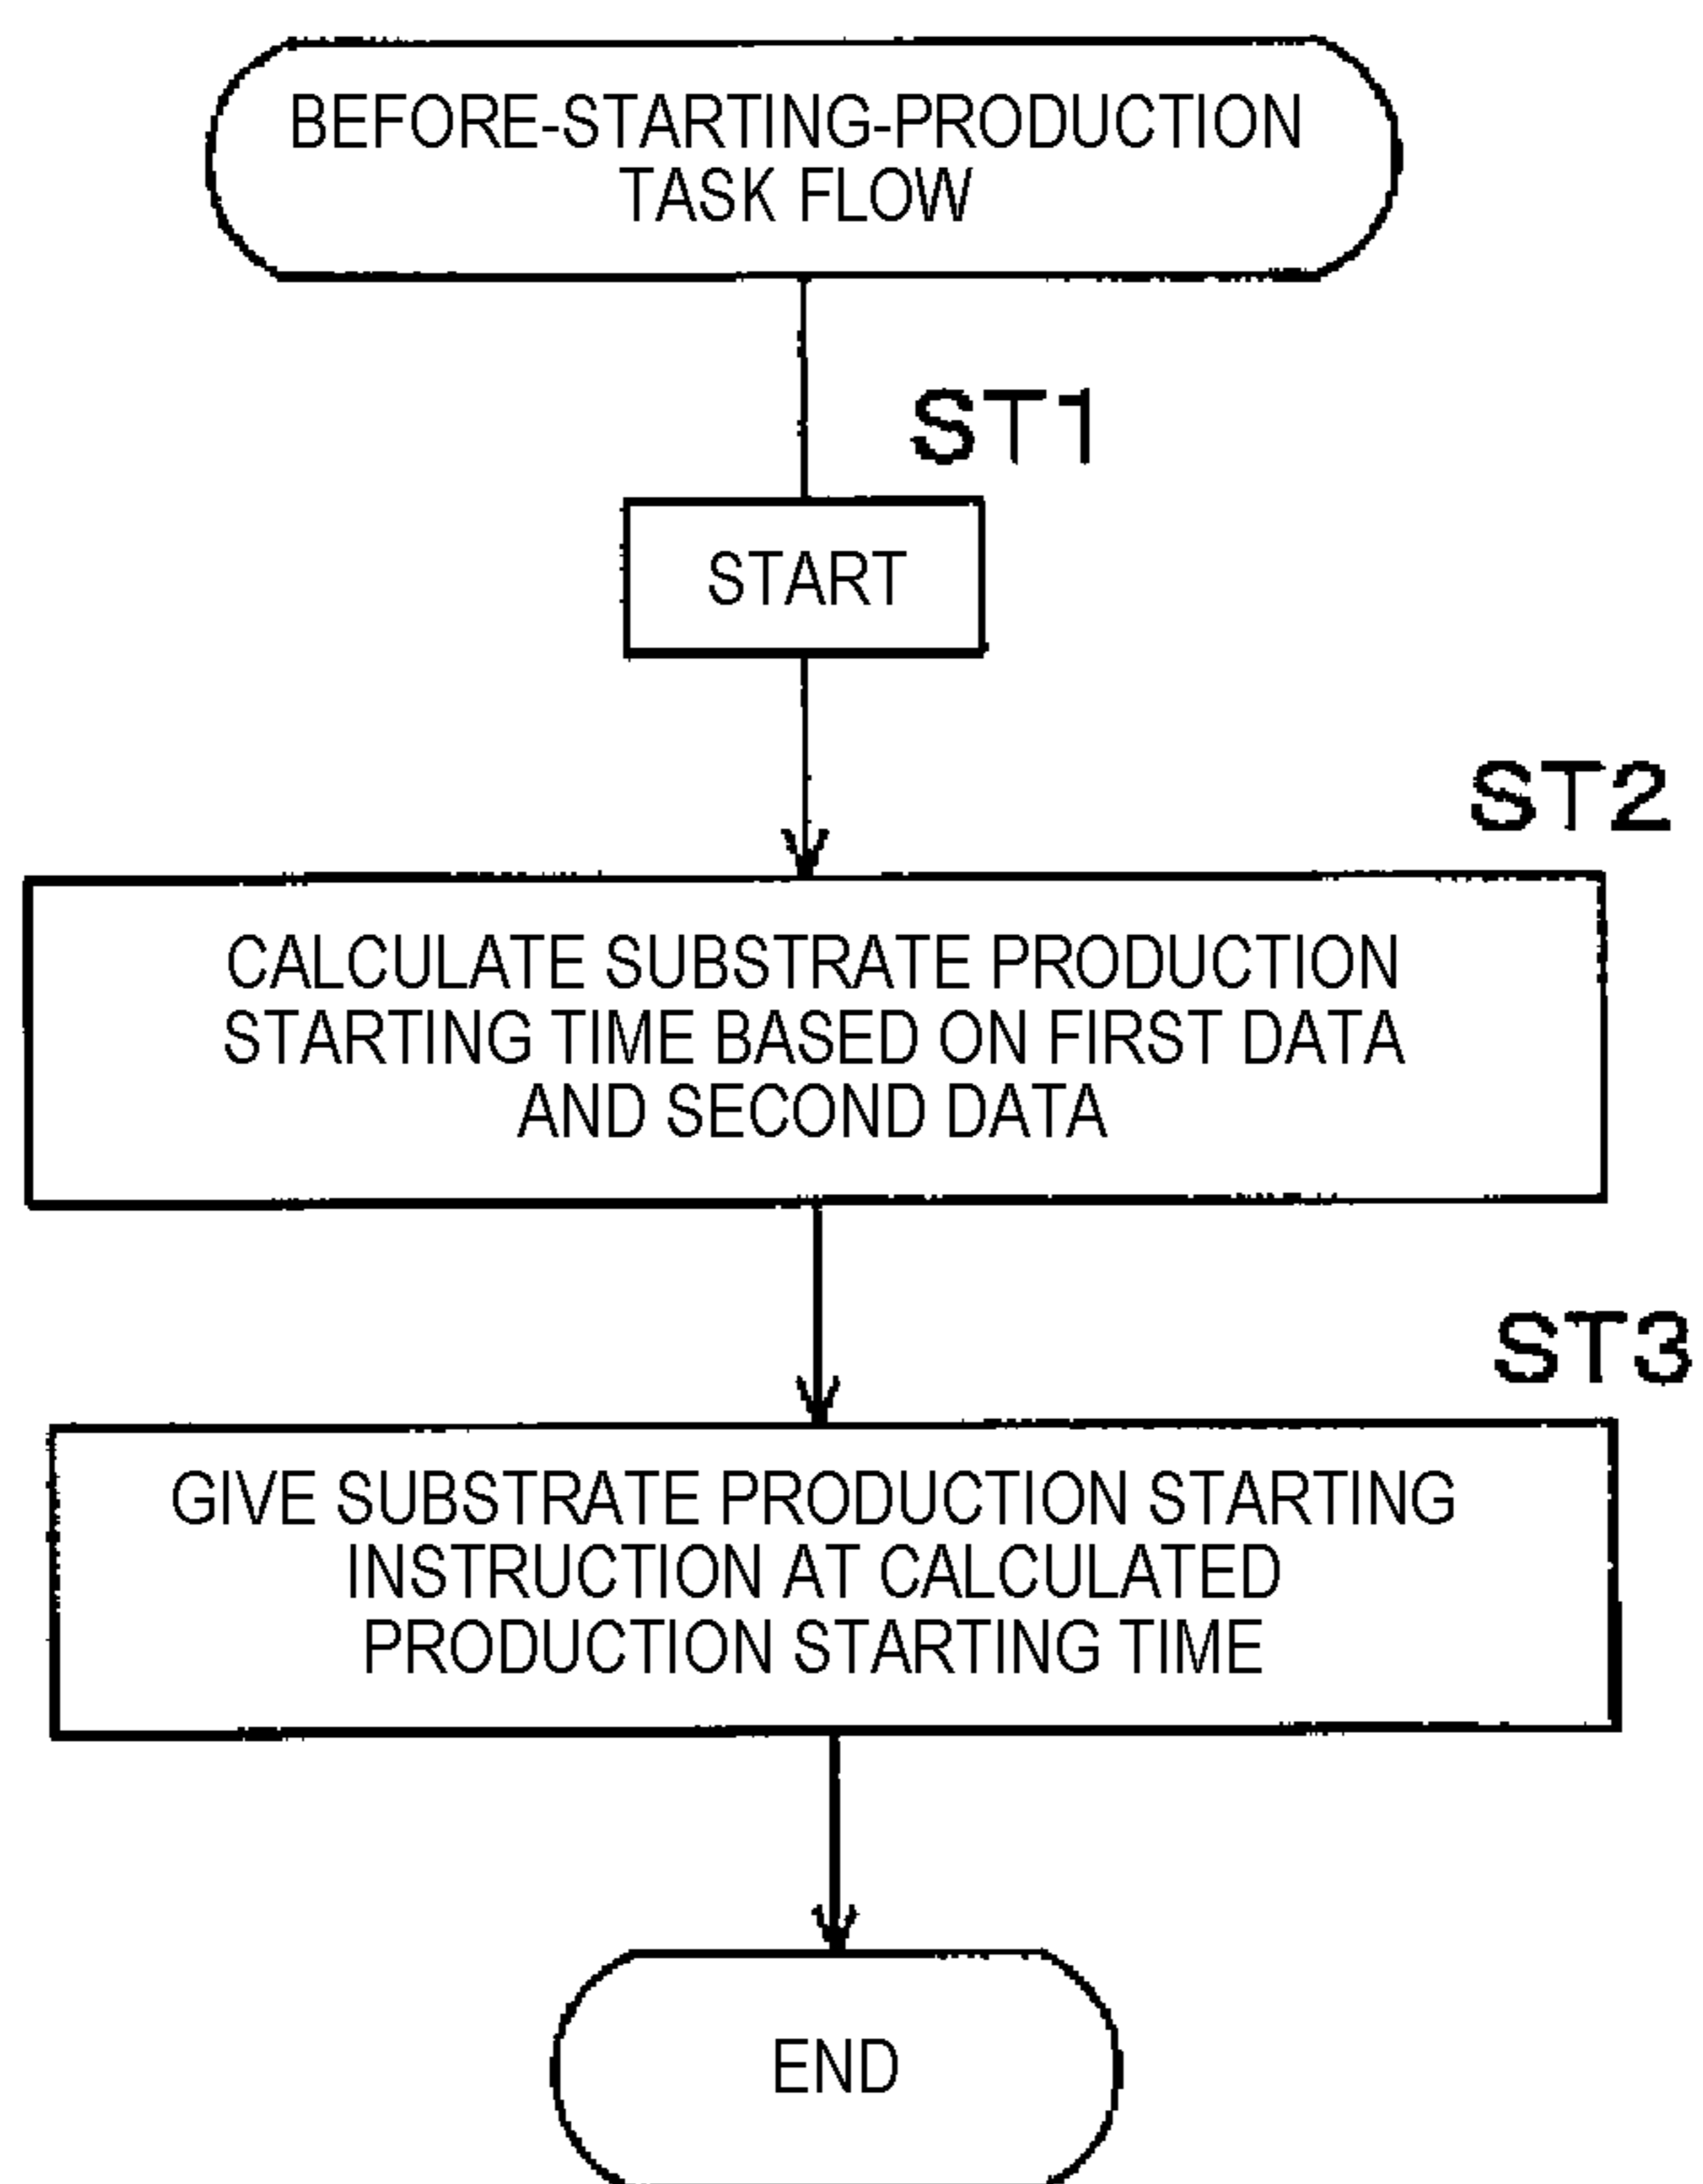 BEFORE-STARTING-PRODUCTION
TASK FLOW
ST1
START
ST2
CALCULATE SUBSTRATE PRODUCTION
STARTING TIME BASED ON FIRST DATA
AND SECOND DATA
ST3
GIVE SUBSTRATE PRODUCTION STARTING
INSTRUCTION AT CALCULATED
PRODUCTION STARTING TIME
END